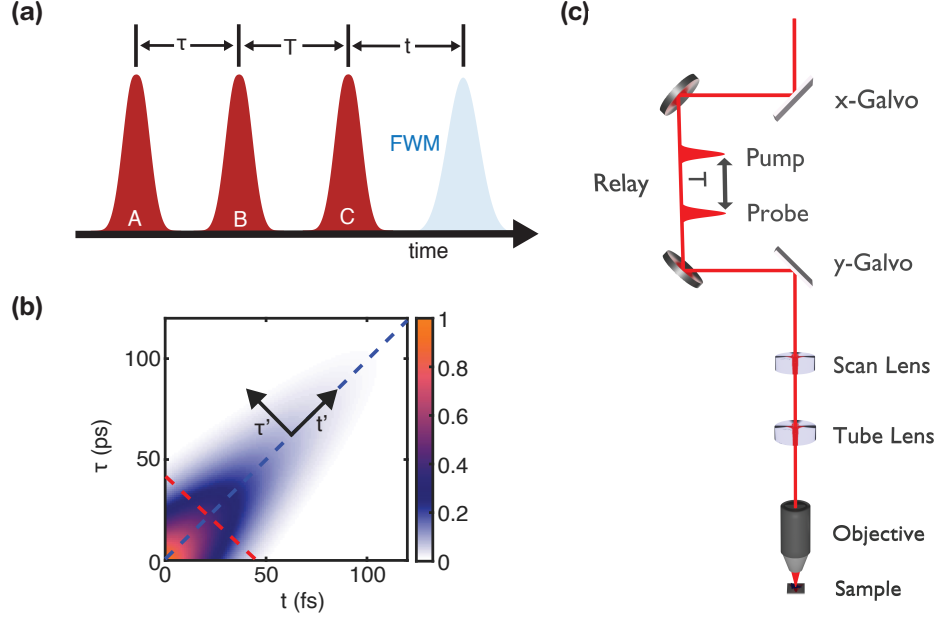 (a)
τ
T
t
FWM
A
B
C
time
(b)
τ (ps)
100
50
0
0
50
100
t (fs)
τ'
t'
1
0.8
0.6
0.4
0.2
0
(c)
x-Galvo
Pump
T
Relay
Probe
y-Galvo
Scan Lens
Tube Lens
Objective
Sample